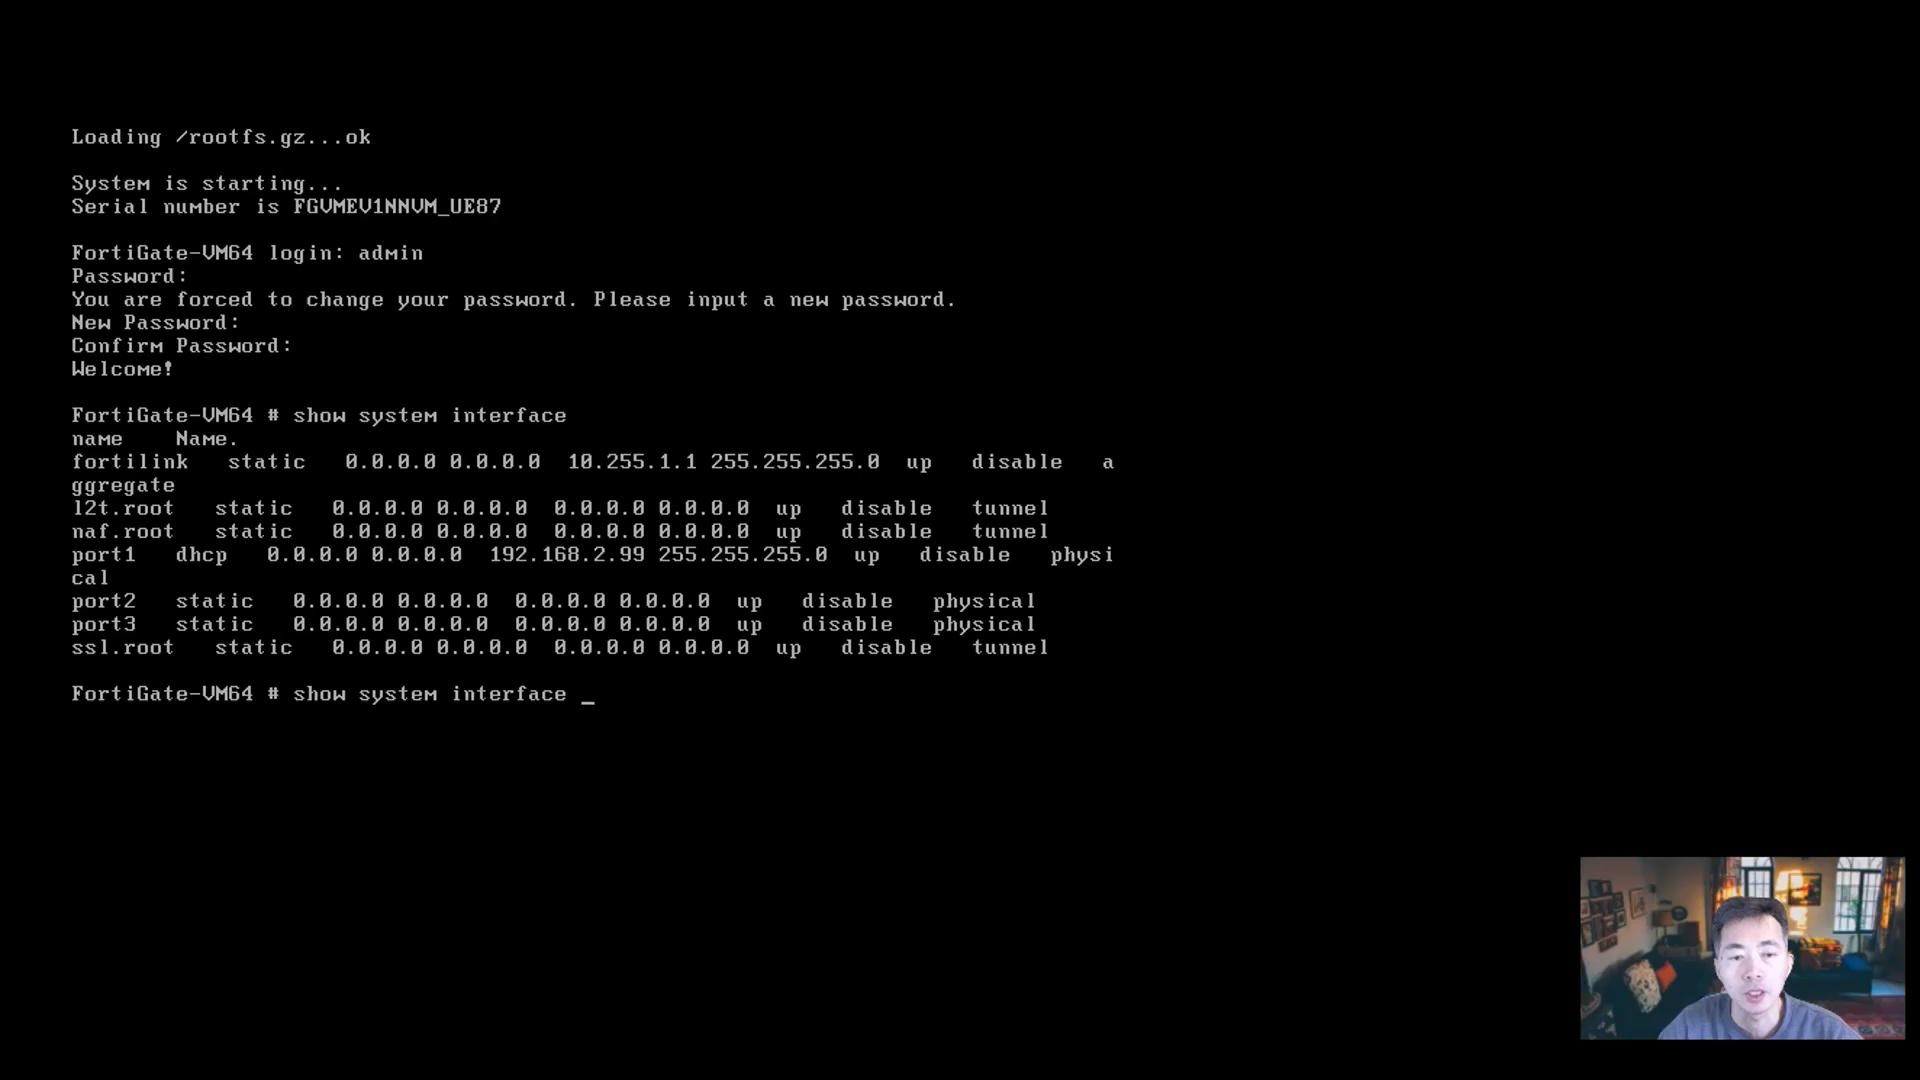 Loading /rootfs.gz...ok
System is starting...
Serial number is FGVMEV1NNVM_UE87
FortiGate-VM64 login: admin
Password:
You are forced to change your password. Please input a new password.
New Password:
Confirm Password:
Welcome!
FortiGate-VM64 # show system interface
name    Name.
fortilink   static   0.0.0.0 0.0.0.0  10.255.1.1 255.255.255.0  up   disable   a
ggregate
l2t.root   static   0.0.0.0 0.0.0.0  0.0.0.0 0.0.0.0  up   disable   tunnel
naf.root   static   0.0.0.0 0.0.0.0  0.0.0.0 0.0.0.0  up   disable   tunnel
port1   dhcp   0.0.0.0 0.0.0.0  192.168.2.99 255.255.255.0  up   disable   physi
cal
port2   static   0.0.0.0 0.0.0.0  0.0.0.0 0.0.0.0  up   disable   physical
port3   static   0.0.0.0 0.0.0.0  0.0.0.0 0.0.0.0  up   disable   physical
ssl.root   static   0.0.0.0 0.0.0.0  0.0.0.0 0.0.0.0  up   disable   tunnel
FortiGate-VM64 # show system interface _